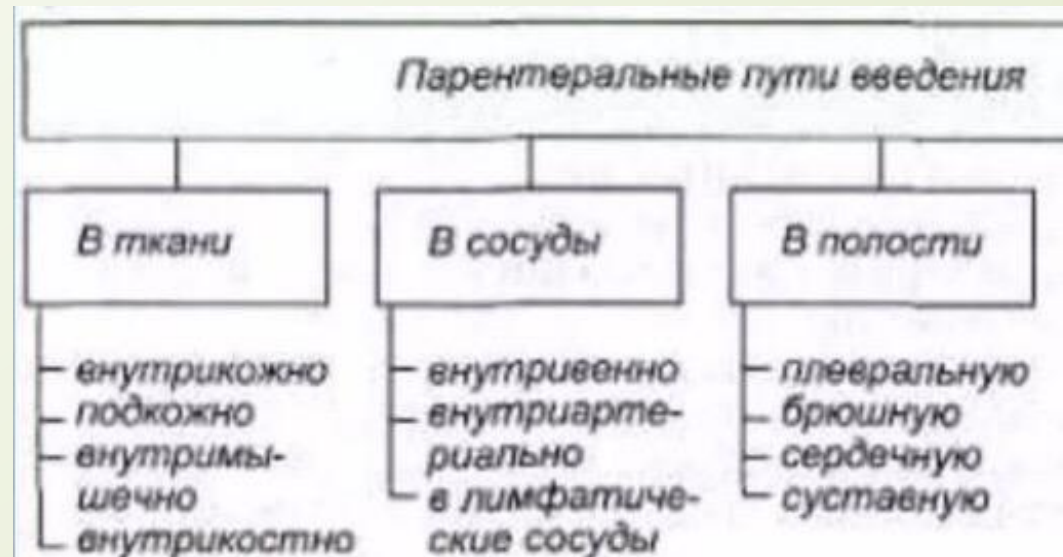 Парентеральные пути введения
В ткани
внутрикожно
подкожно
внутримы-
шечно
внутрикостно
В сосуды
внутривенно
внутриарте-
риально
в лимфатиче-
ские сосуды
В полости
плевральную
брюшную
сердечную
суставную